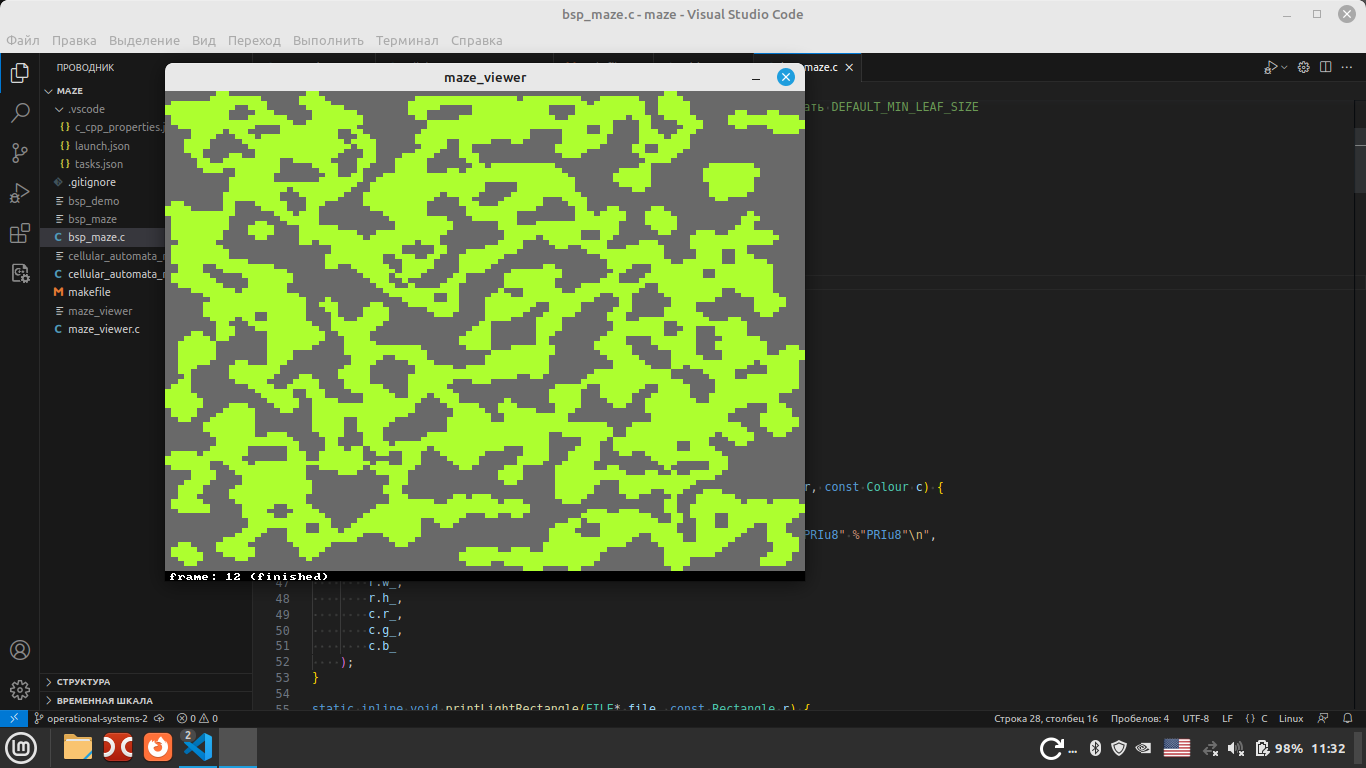 bsp_maze.c - maze - Visual Studio Code
Файл Правка Выделение Вид Переход Выполнить Терминал Справка
ПРОВОДНИК
maze.c
MAZE
.vscode
c_cpp_properties.j
launch.json
tasks.json
.gitignore
bsp_demo
bsp_maze
bsp_maze.c
cellular_automata_
cellular_automata_
makefile
maze_viewer
maze_viewer.c
СТРУКТУРА
ВРЕМЕННАЯ ШКАЛА
maze_viewer
frame: 12 (finished)
ать DEFAULT_MIN_LEAF_SIZE
r, const Colour c) {
PRIu8" %"PRIu8"\n",
47 r.w_,
48 r.h_,
49 c.r_,
50 c.g_,
51 c.b_
52 );
53 }
54
55 static inline void printLightRectangle(FILE* file, const Rectangle r) {
operational-systems-2 0 0 Строка 28, столбец 16 Пробелов: 4 UTF-8 LF {} C Linux
2 ... 98% 11:32